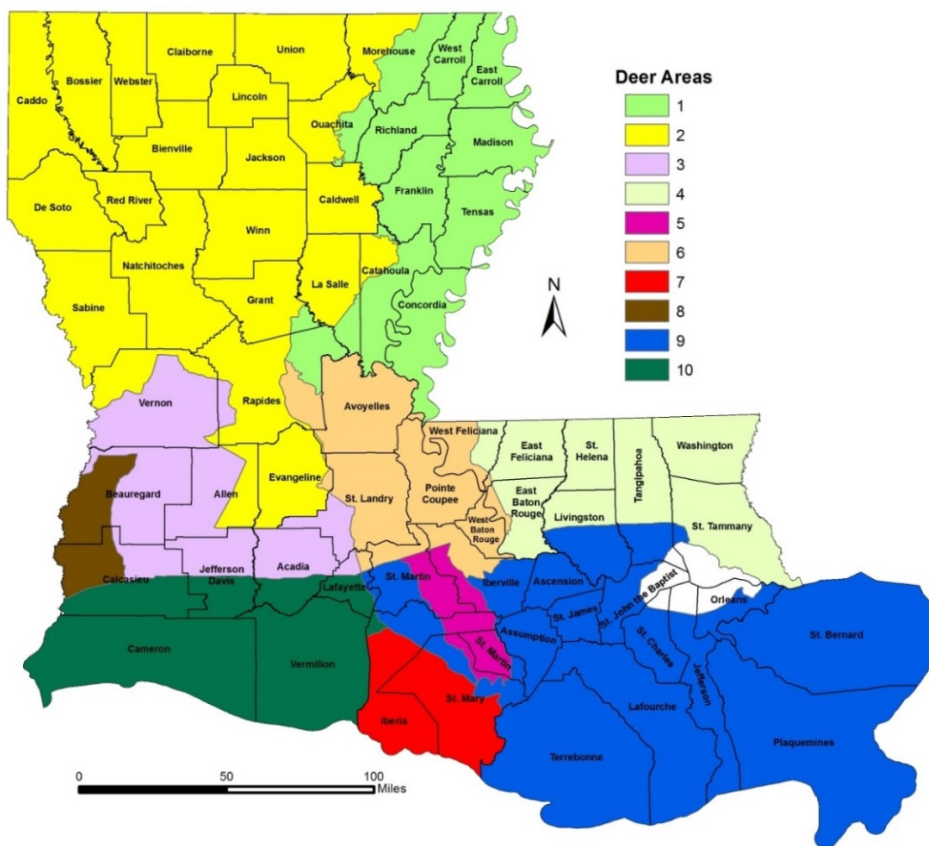 Claiborne
Union
Morehouse
West
Carroll
East
Carroll
Bossier
Webster
Caddo
Lincoln
Ouachita
Richland
Madison
Bienville
Jackson
Franklin
De Soto
Red River
Caldwell
Tensas
Winn
Natchitoches
Catahoula
La Salle
Sabine
Grant
Concordia
Vernon
Rapides
Avoyelles
West Feliciana
East
Feliciana
St.
Helena
Tangipahoa
Washington
Evangeline
Beauregard
Allen
St. Landry
Pointe
Coupee
East
Baton
Rouge
West
Baton
Rouge
Livingston
St. Tammany
Calcasieu
Jefferson
Davis
Acadia
Lafayette
St. Martin
Iberville
Ascension
St. James
St. John the Baptist
Orleans
Assumption
St. Martin
St. Charles
Jefferson
St. Bernard
Cameron
Vermilion
Iberia
St. Mary
Lafourche
Terrebonne
Plaquemines
Deer Areas
1
2
3
4
5
6
7
8
9
10
N
0 50 100
Miles